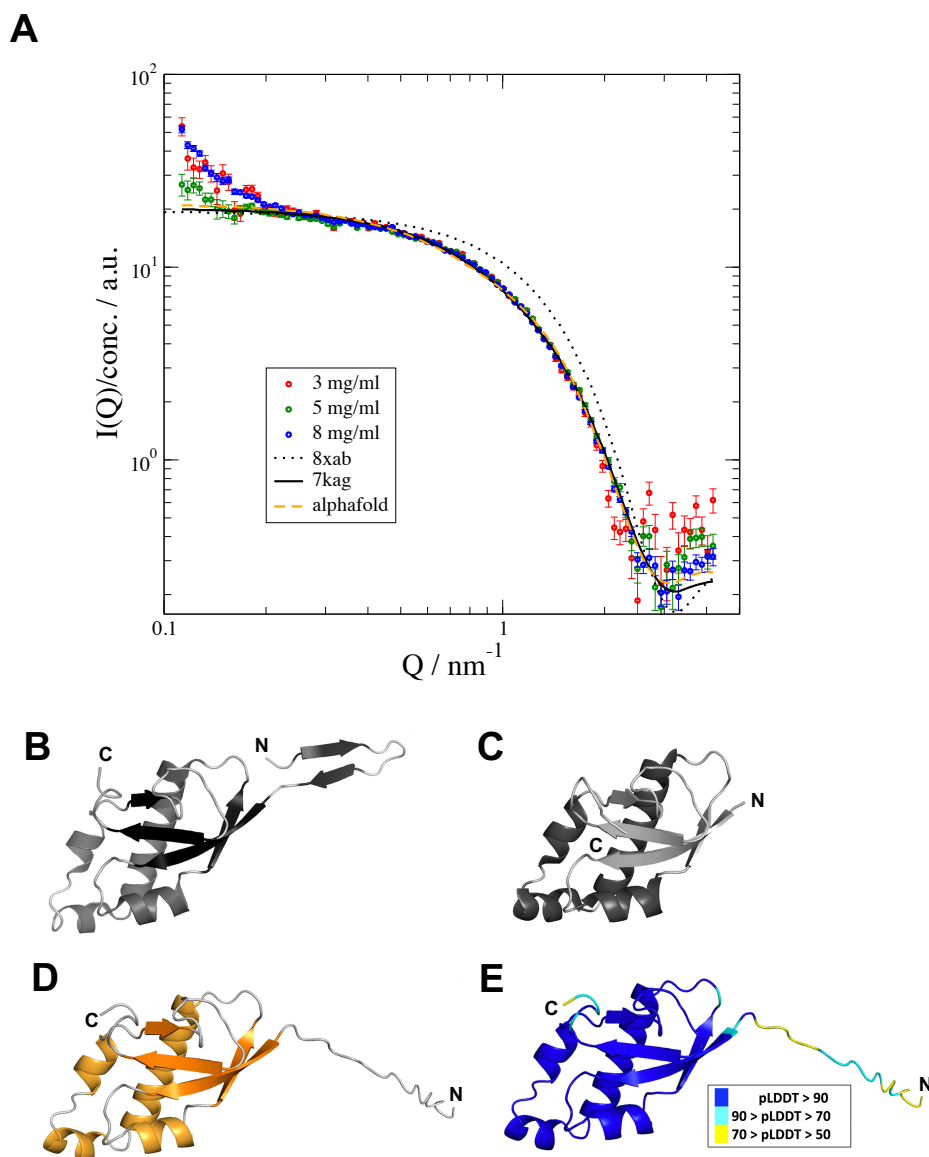 A
10²
10¹
10⁰
I(Q)/conc. / a.u.
3 mg/ml
5 mg/ml
8 mg/ml
8xab
7kag
alphafold
0.1
1
Q / nm⁻¹
B
C
N
C
N
C
D
C
N
E
C
N
pLDDT > 90
90 > pLDDT > 70
70 > pLDDT > 50